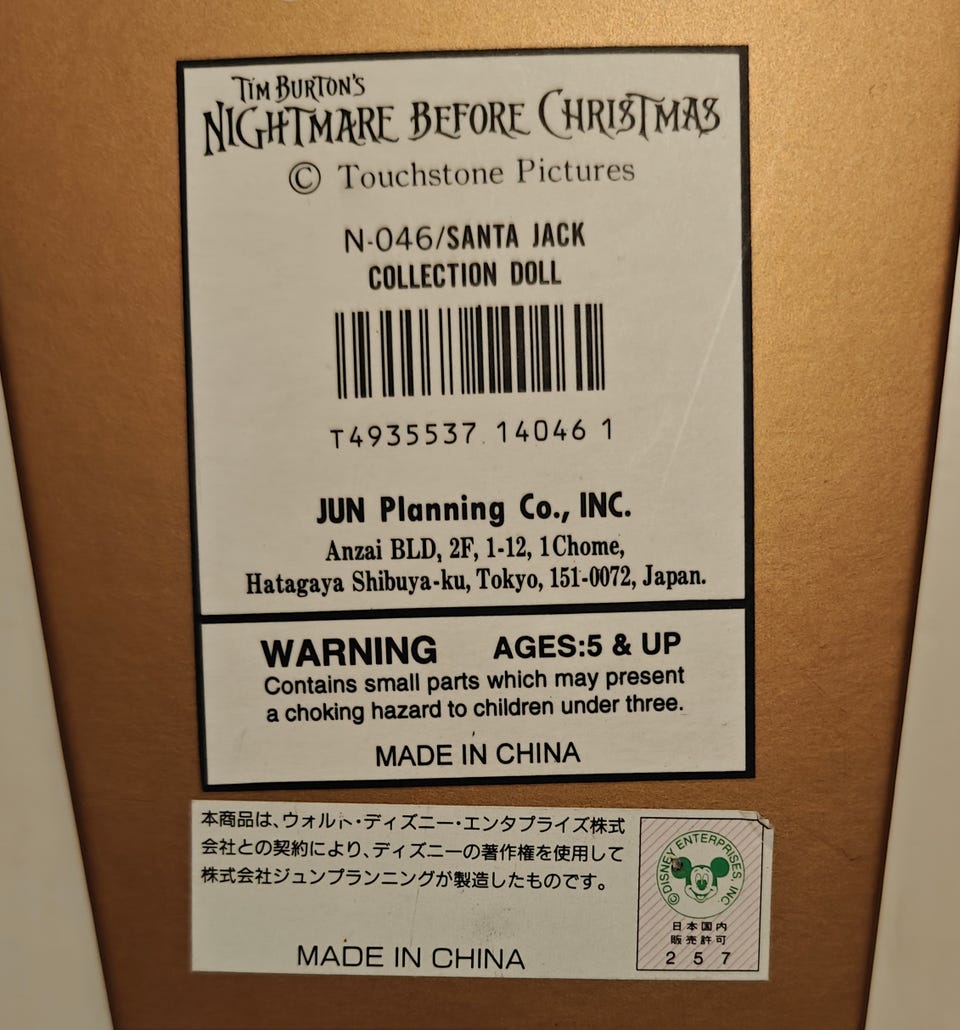 TIM BURTON'S
NIGHTMARE BEFORE CHRISTMAS
© Touchstone Pictures
N-046/SANTA JACK
COLLECTION DOLL
T4935537 14046 1
JUN Planning Co., INC.
Anzai BLD, 2F, 1-12, 1Chome,
Hatagaya Shibuya-ku, Tokyo, 151-0072, Japan.
WARNING AGES:5 & UP
Contains small parts which may present
a choking hazard to children under three.
MADE IN CHINA
本商品は、ウォルト・ディズニー・エンタプライズ株式
会社との契約により、ディズニーの著作権を使用して
株式会社ジュンプランニングが製造したものです。
MADE IN CHINA
©DISNEY ENTERPRISES, INC
日本国内
販売許可
257